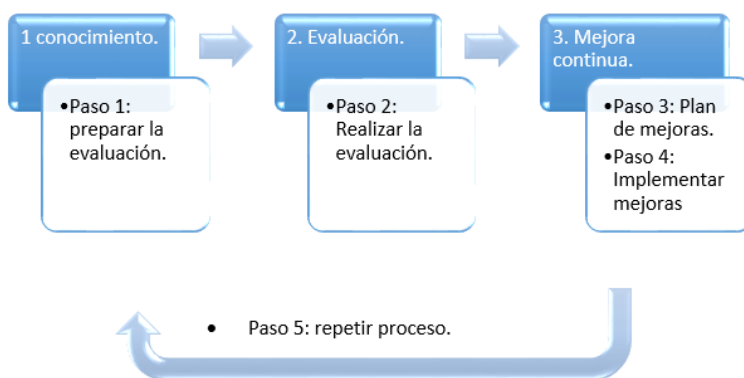 1 conocimiento.
•Paso 1:
preparar la
evaluación.
2. Evaluación.
•Paso 2:
Realizar la
evaluación.
3. Mejora
continua.
•Paso 3: Plan
de mejoras.
•Paso 4:
Implementar
mejoras
• Paso 5: repetir proceso.